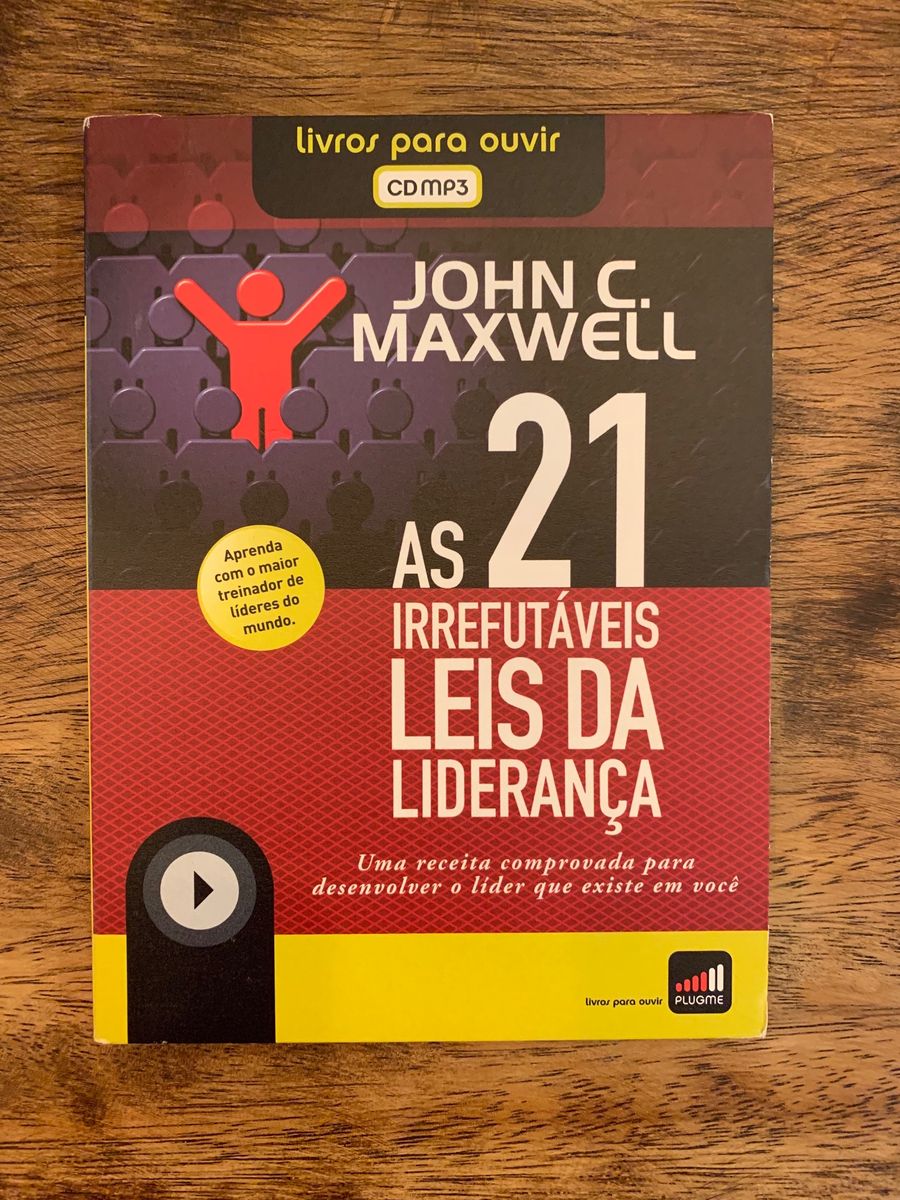 livros para ouvir
CD MP3
JOHN C.
MAXWELL
AS 21
IRREFUTÁVEIS
LEIS DA
LIDERANÇA
Aprenda
com o maior
treinador de
líderes do
mundo.
Uma receita comprovada para
desenvolver o líder que existe em você
livros para ouvir
PLUGME